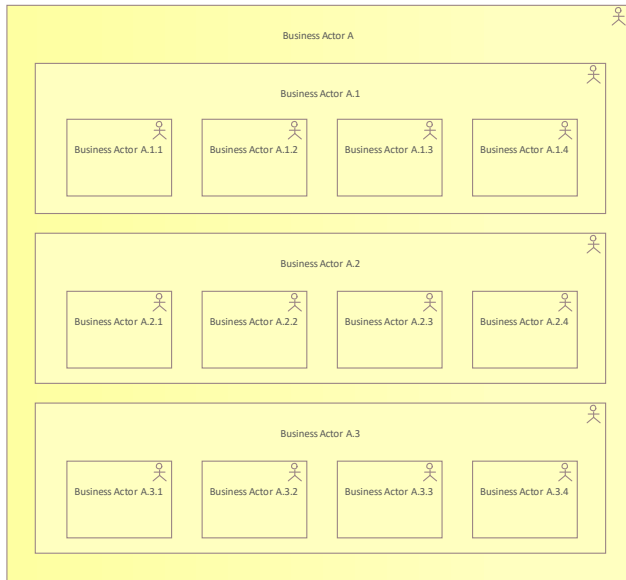 Business Actor A
Business Actor A.1
Business Actor A.1.1
Business Actor A.1.2
Business Actor A.1.3
Business Actor A.1.4
Business Actor A.2
Business Actor A.2.1
Business Actor A.2.2
Business Actor A.2.3
Business Actor A.2.4
Business Actor A.3
Business Actor A.3.1
Business Actor A.3.2
Business Actor A.3.3
Business Actor A.3.4